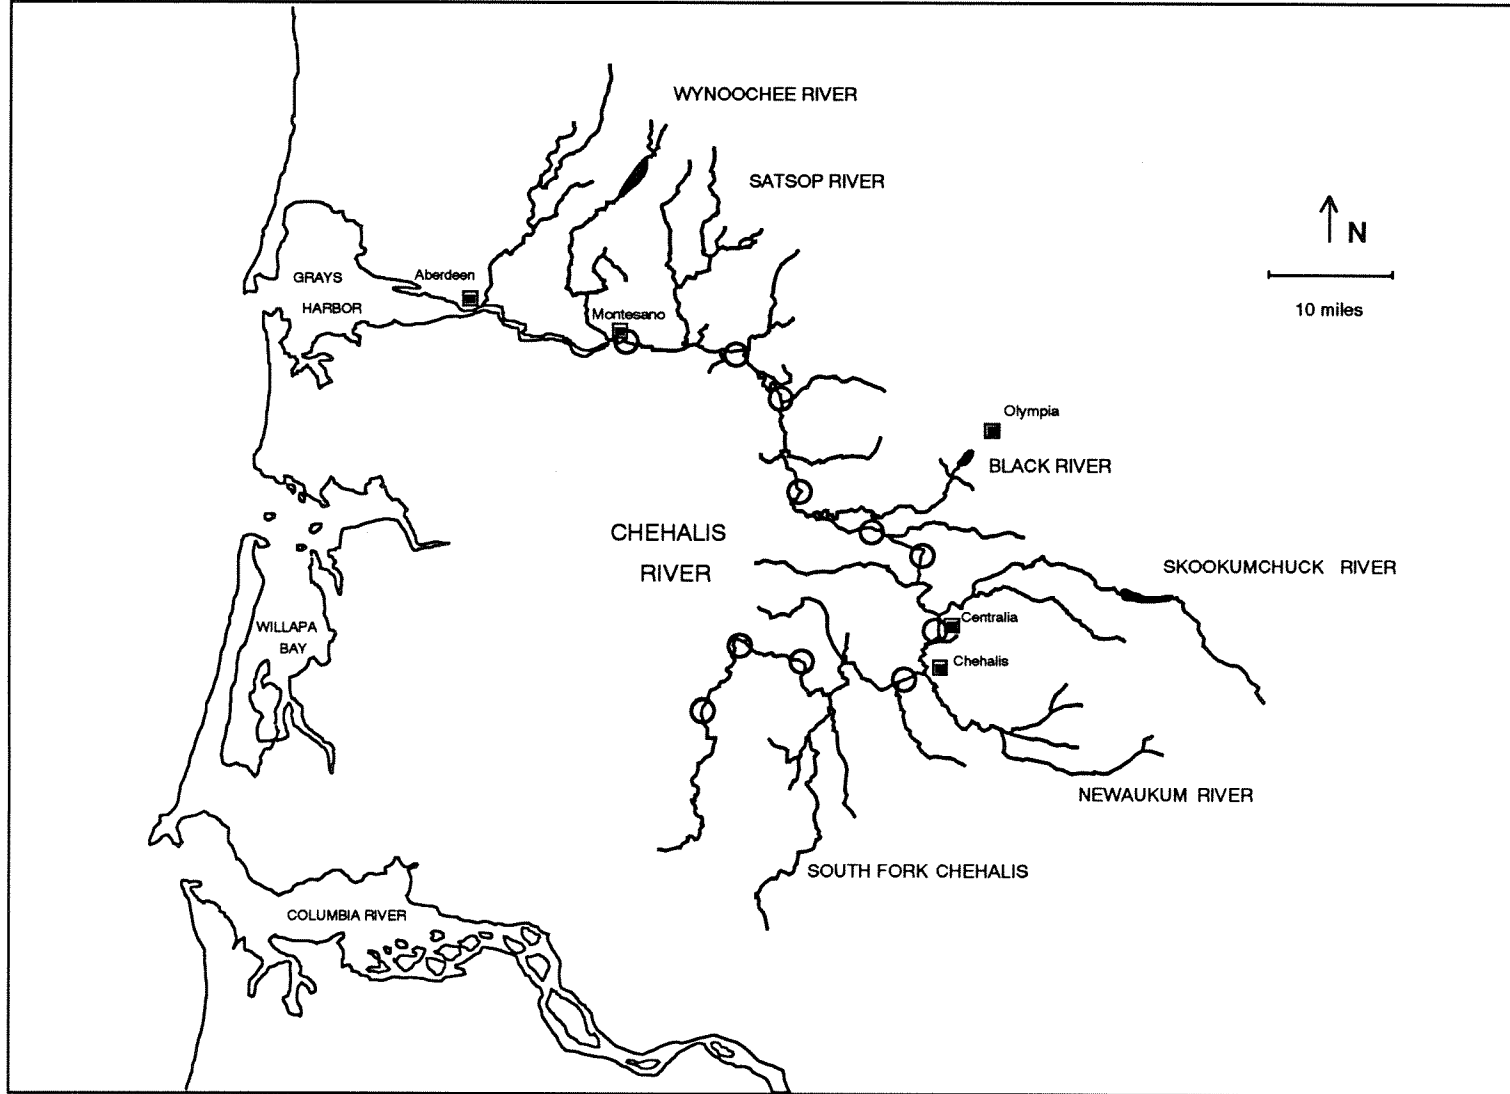 WYNOOCHEE RIVER
SATSOP RIVER
N
10 miles
GRAYS
HARBOR
Aberdeen
Montesano
Olympia
BLACK RIVER
CHEHALIS
RIVER
SKOOKUMCHUCK RIVER
Centralia
Chehalis
WILLAPA
BAY
NEWAUKUM RIVER
SOUTH FORK CHEHALIS
COLUMBIA RIVER